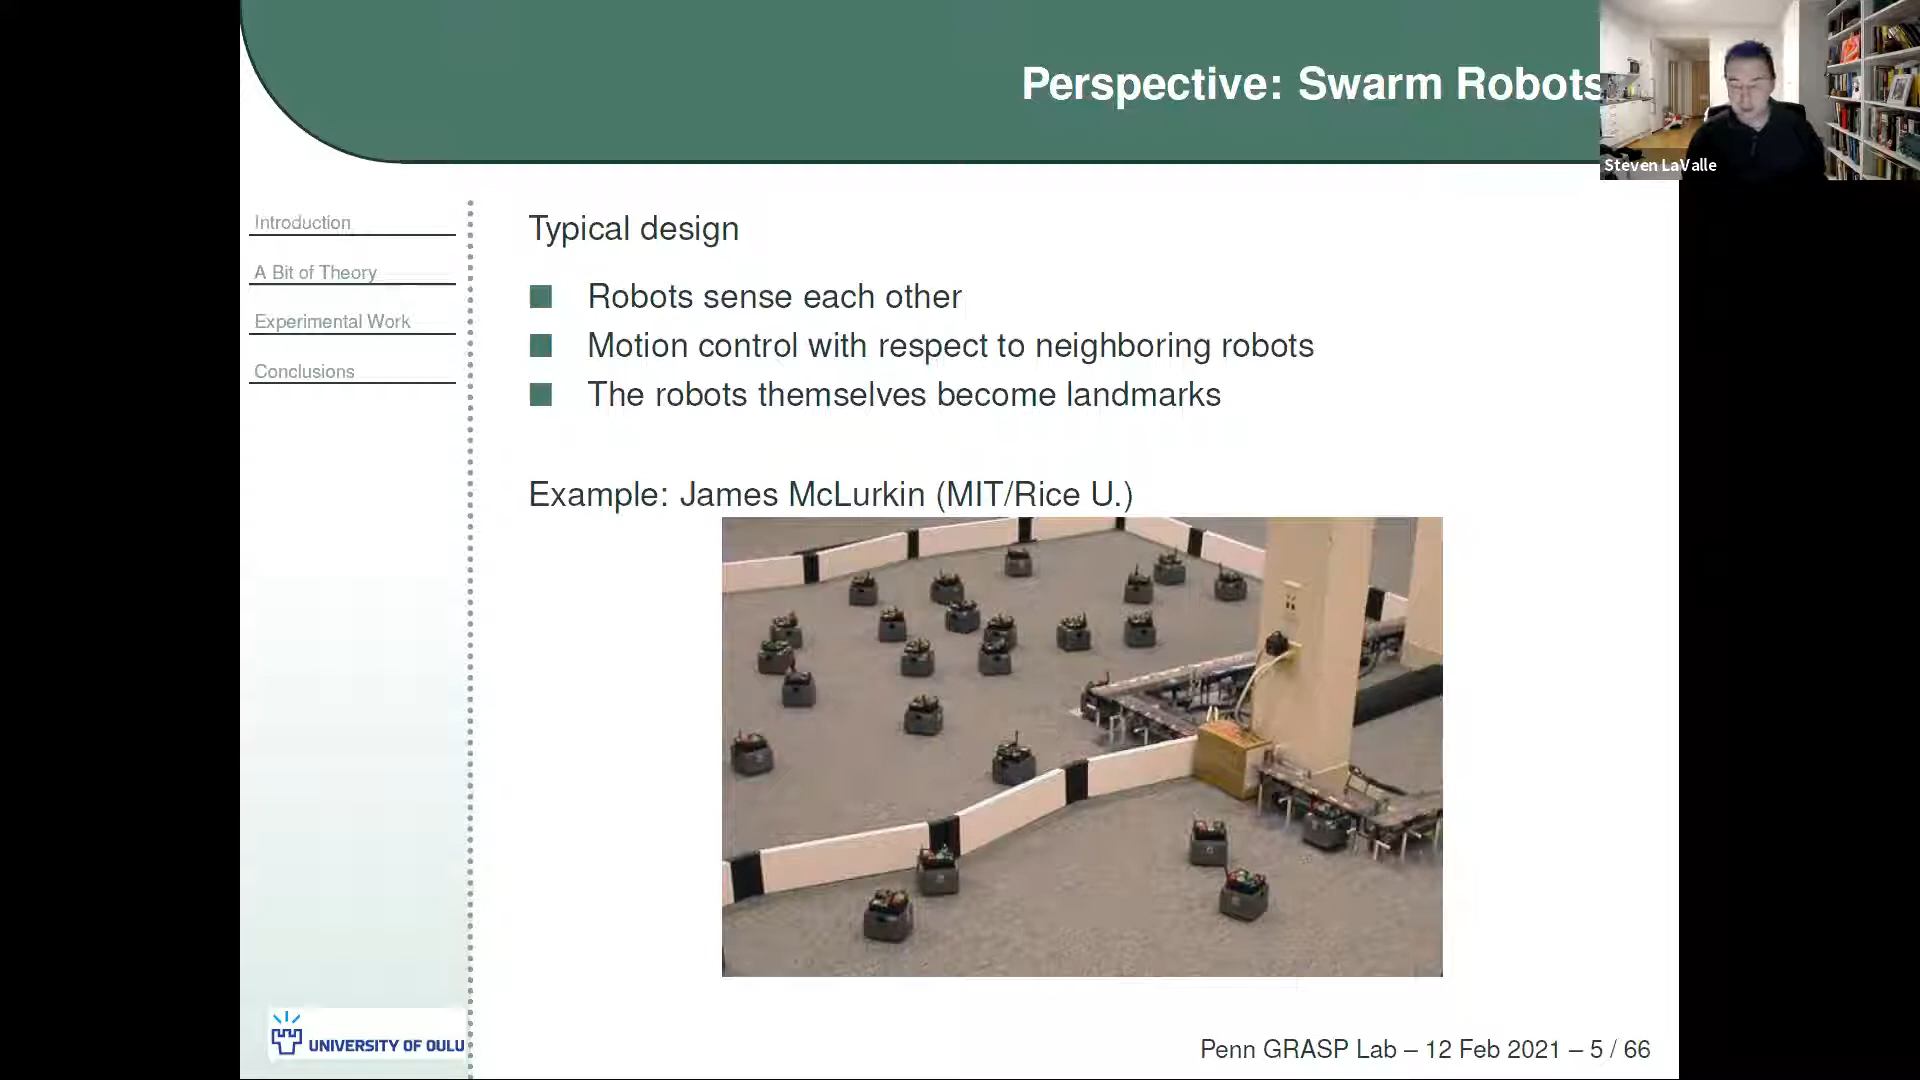 Perspective: Swarm Robots
Steven LaValle
Introduction
A Bit of Theory
Experimental Work
Conclusions
Typical design
Robots sense each other
Motion control with respect to neighboring robots
The robots themselves become landmarks
Example: James McLurkin (MIT/Rice U.)
UNIVERSITY OF OULU
Penn GRASP Lab – 12 Feb 2021 – 5 / 66